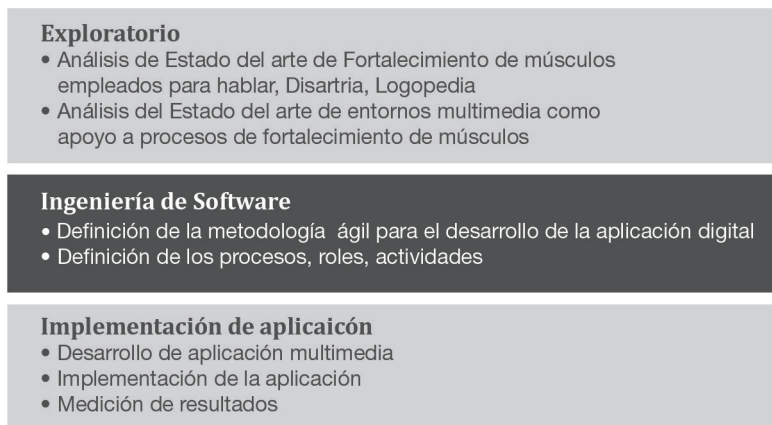 Exploratorio
• Análisis de Estado del arte de Fortalecimiento de músculos
empleados para hablar, Disartria, Logopedia
• Análisis del Estado del arte de entornos multimedia como
apoyo a procesos de fortalecimiento de músculos
Ingeniería de Software
• Definición de la metodología ágil para el desarrollo de la aplicación digital
• Definición de los procesos, roles, actividades
Implementación de aplicaicón
• Desarrollo de aplicación multimedia
• Implementación de la aplicación
• Medición de resultados